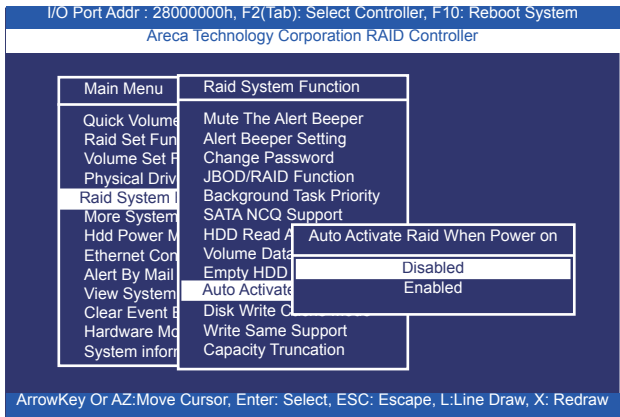 I/O Port Addr : 28000000h, F2(Tab): Select Controller, F10: Reboot System
Areca Technology Corporation RAID Controller
Main Menu
Quick Volume
Raid Set Fun
Volume Set F
Physical Driv
Raid System
More System
Hdd Power M
Ethernet Con
Alert By Mail
View System
Clear Event
Hardware Mo
System inforr
Raid System Function
Mute The Alert Beeper
Alert Beeper Setting
Change Password
JBOD/RAID Function
Background Task Priority
SATA NCQ Support
HDD Read A
Volume Data
Empty HDD
Auto Activate
Disk Write Cache Mode
Write Same Support
Capacity Truncation
Auto Activate Raid When Power on
Disabled
Enabled
ArrowKey Or AZ:Move Cursor, Enter: Select, ESC: Escape, L:Line Draw, X: Redraw